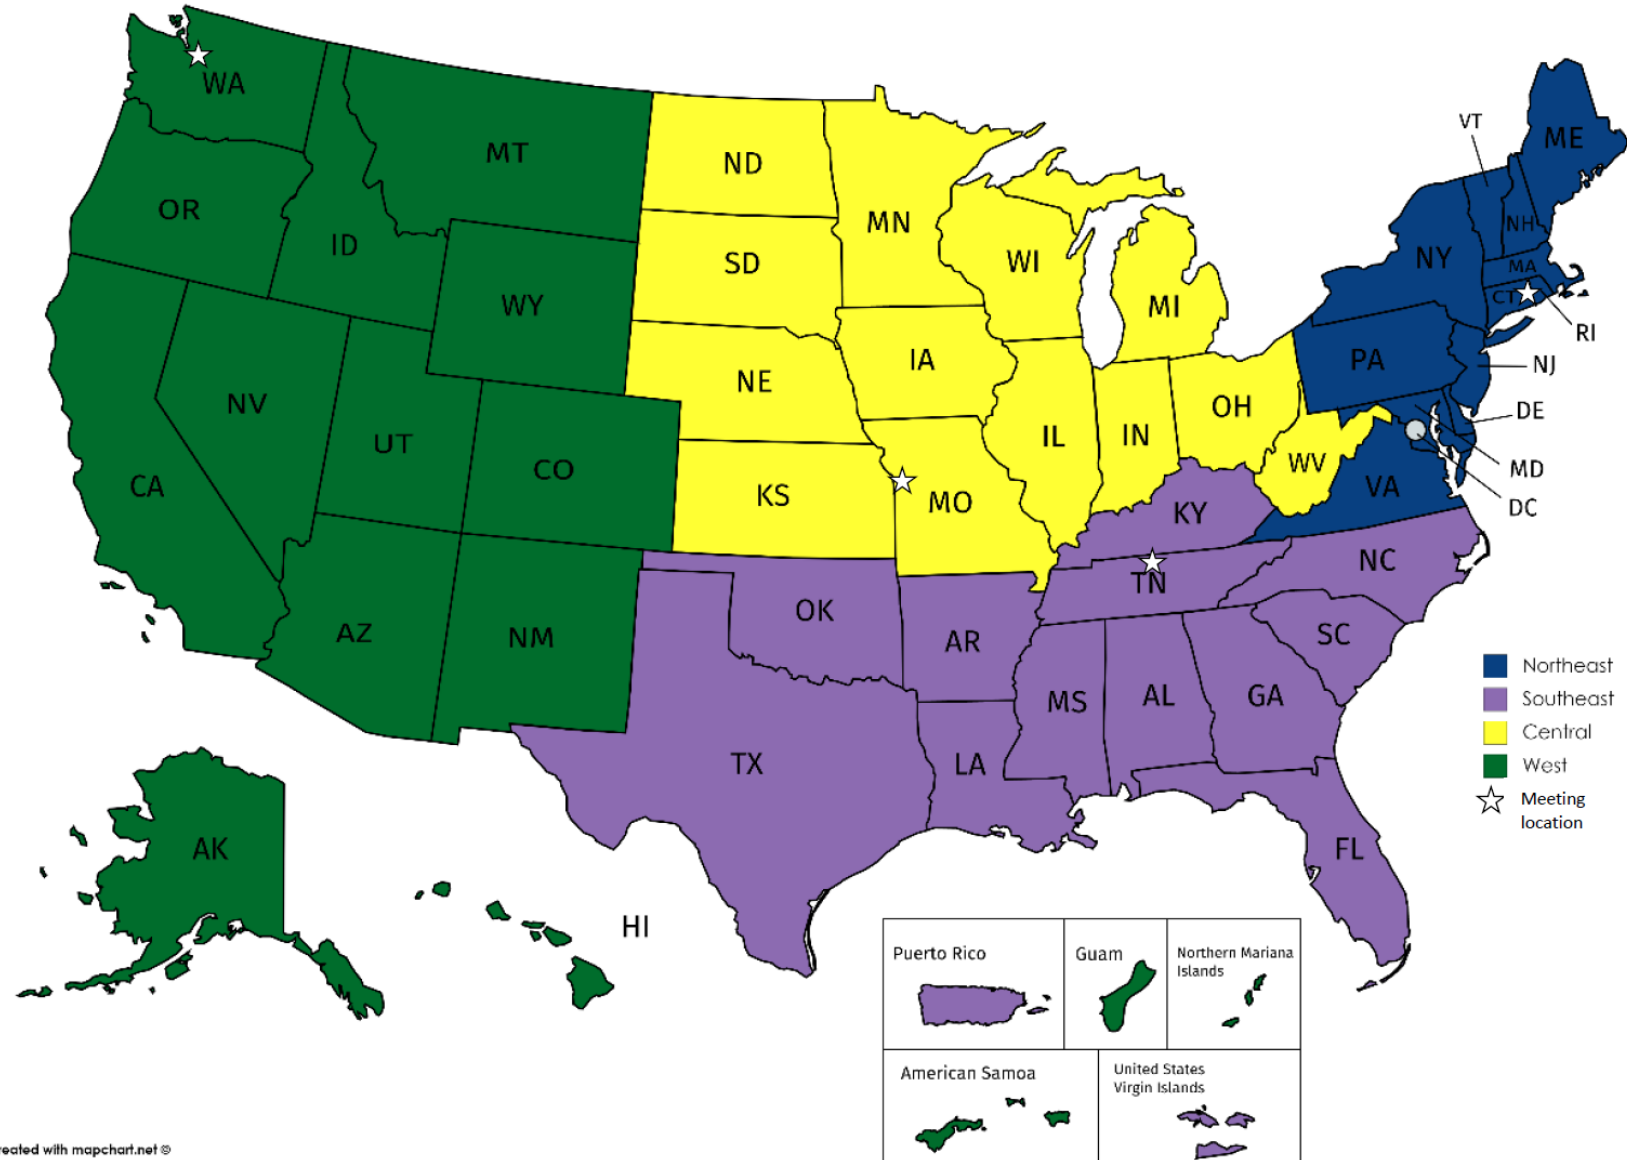 WA
MT
ND
MN
VT
ME
OR
ID
SD
WI
NH
NY
MA
WY
MI
CT
RI
IA
PA
NJ
NE
NV
UT
CO
IL
IN
OH
DE
CA
KS
MO
WV
VA
MD
KY
DC
AZ
NM
OK
TN
NC
AR
SC
MS
AL
GA
TX
LA
FL
AK
HI
Northeast
Southeast
Central
West
Meeting
location
Puerto Rico
Guam
Northern Mariana
Islands
American Samoa
United States
Virgin Islands
reated with mapchart.net ©